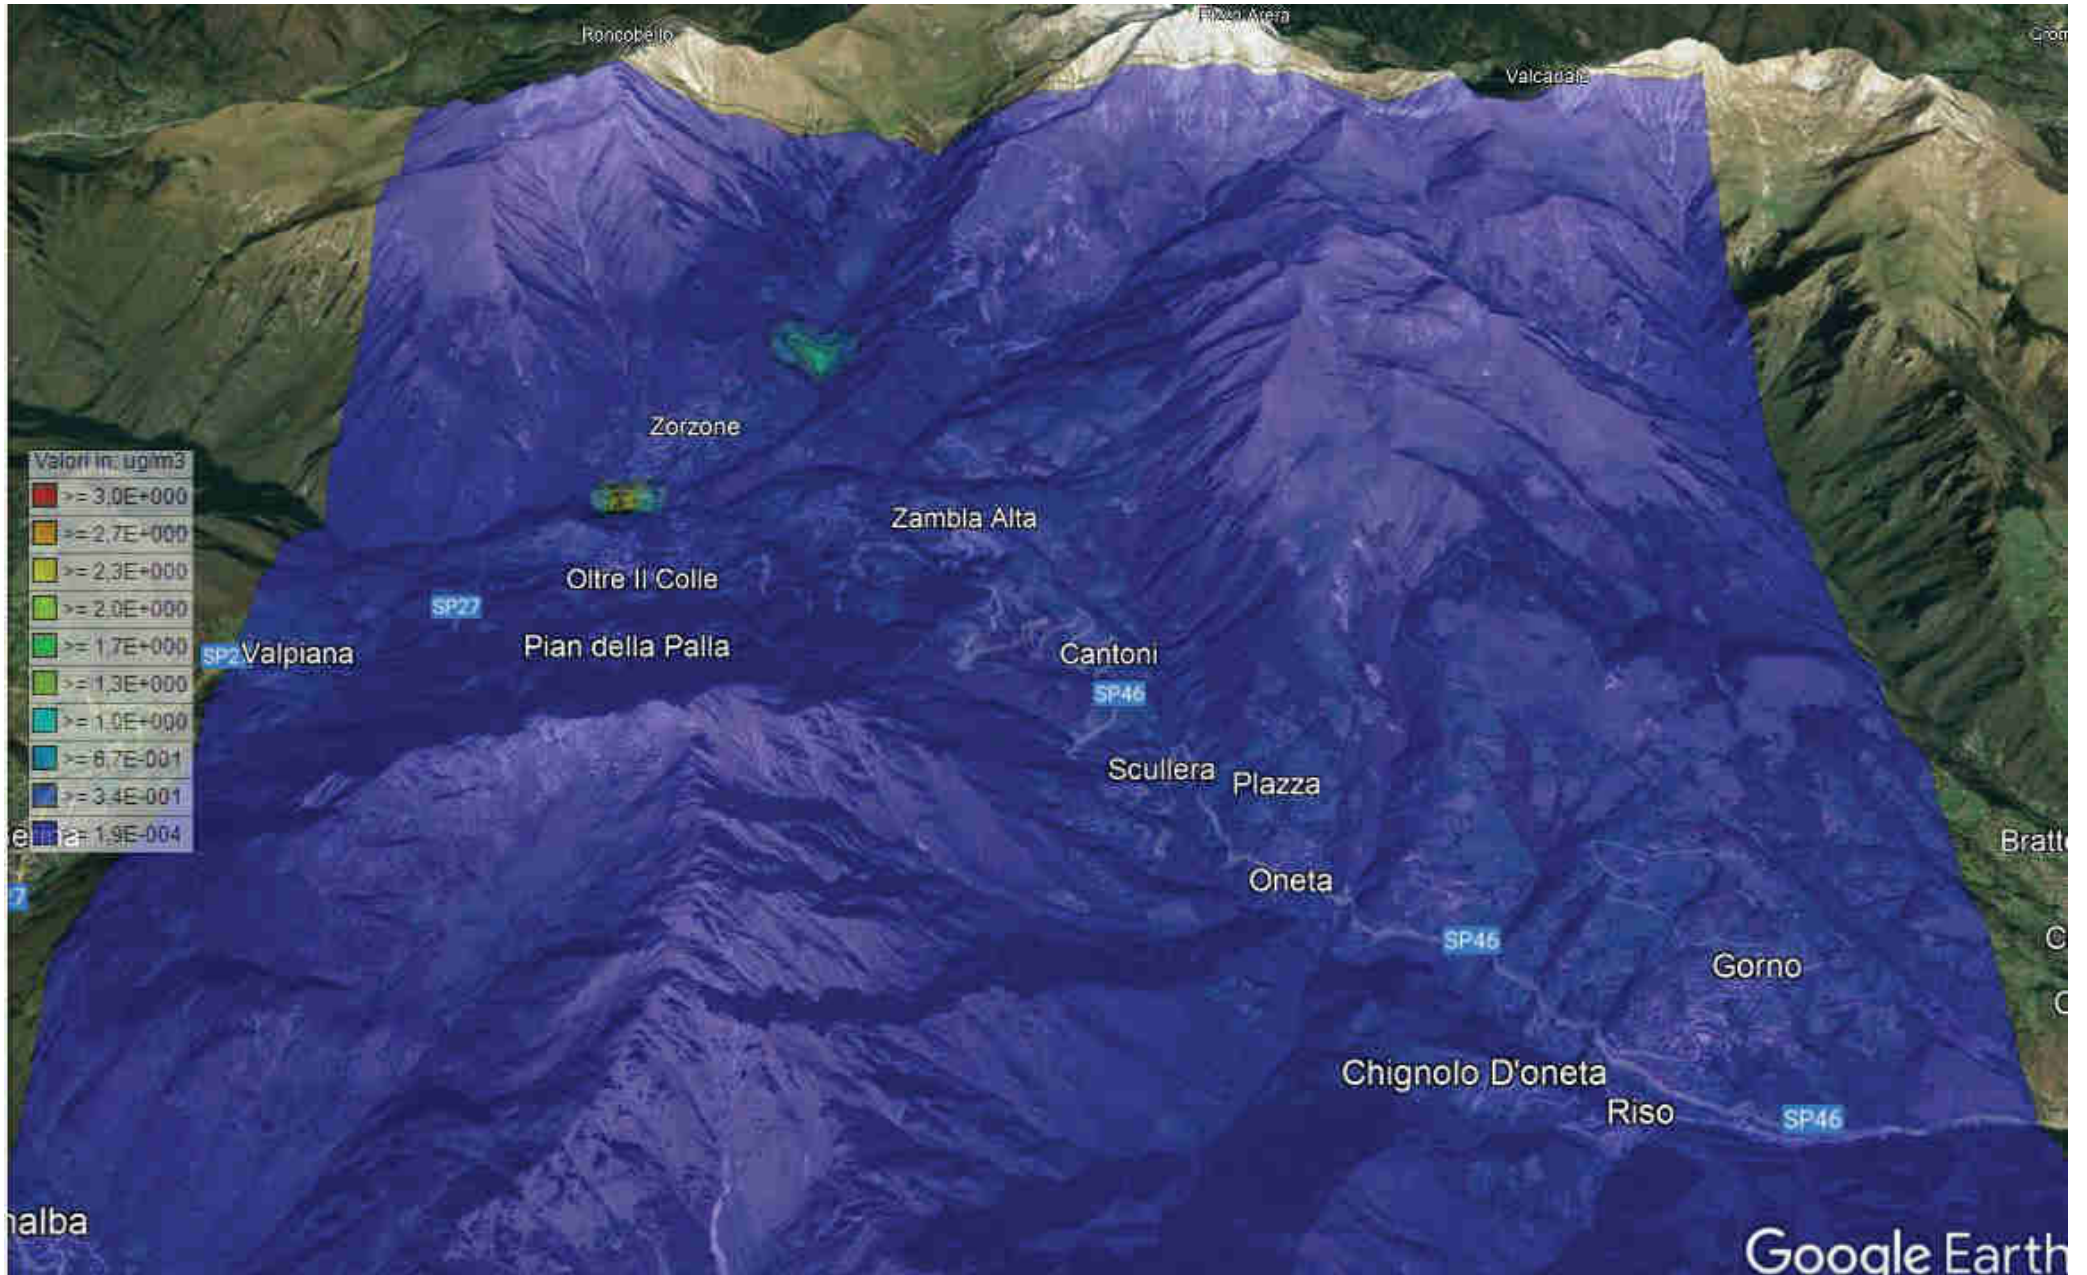 Roncobello
Pizzo Arera
Valcanale
Zorzone
Valori in: ug/m3
>= 3.0E+000
>= 2.7E+000
>= 2.3E+000
>= 2.0E+000
>= 1.7E+000
>= 1.3E+000
>= 1.0E+000
>= 6.7E-001
>= 3.4E-001
>= 1.9E-004
Zambla Alta
Oltre Il Colle
SP27
Valpiana
Pian della Palla
Cantoni
SP46
Scullera
Plazza
Oneta
SP46
Gorno
Chignolo D'oneta
Riso
SP46
Google Earth